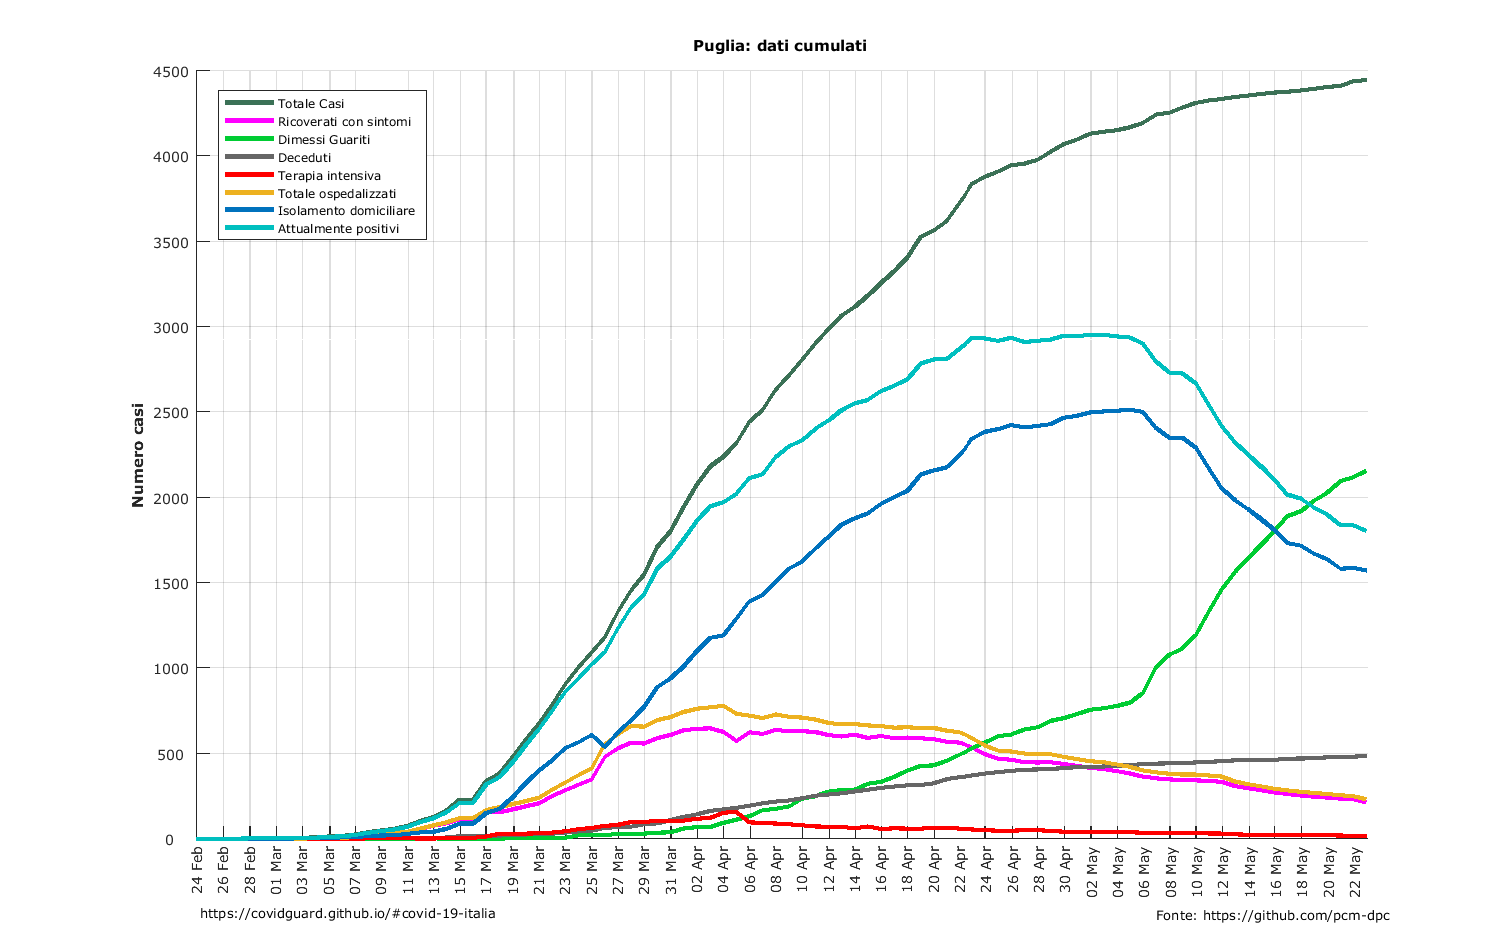 Puglia: dati cumulati
4500
4000
3500
3000
2500
2000
1500
1000
500
0
Numero casi
Totale Casi
Ricoverati con sintomi
Dimessi Guariti
Deceduti
Terapia intensiva
Totale ospedalizzati
Isolamento domiciliare
Attualmente positivi
24 Feb
26 Feb
28 Feb
01 Mar
03 Mar
05 Mar
07 Mar
09 Mar
11 Mar
13 Mar
15 Mar
17 Mar
19 Mar
21 Mar
23 Mar
25 Mar
27 Mar
29 Mar
31 Mar
02 Apr
04 Apr
06 Apr
08 Apr
10 Apr
12 Apr
14 Apr
16 Apr
18 Apr
20 Apr
22 Apr
24 Apr
26 Apr
28 Apr
30 Apr
02 May
04 May
06 May
08 May
10 May
12 May
14 May
16 May
18 May
20 May
22 May
https://covidguard.github.io/#covid-19-italia
Fonte: https://github.com/pcm-dpc